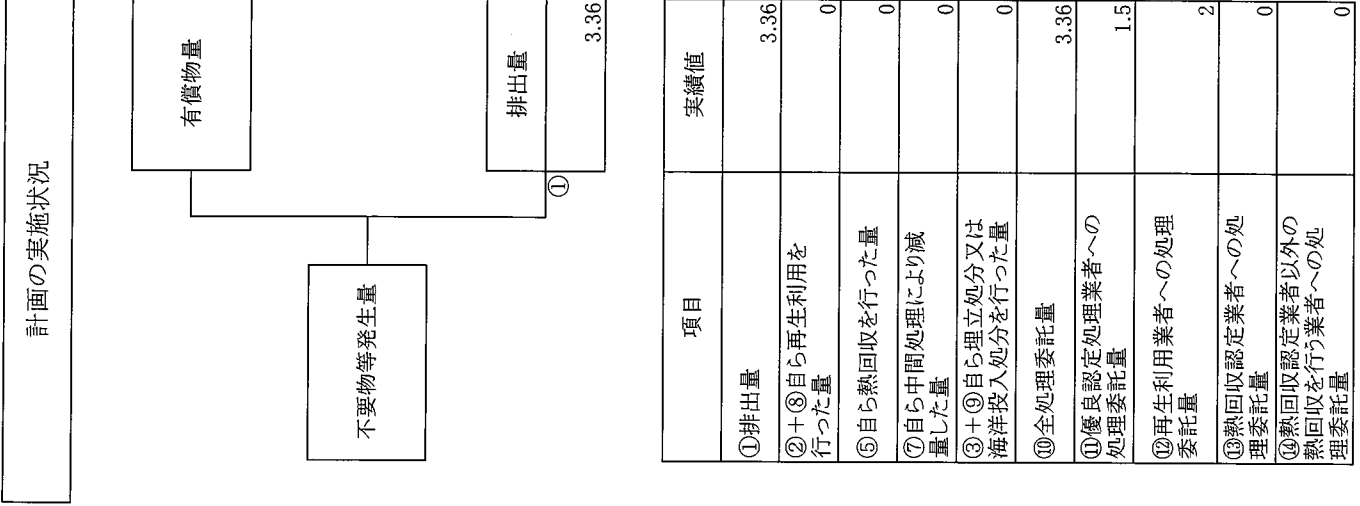 計画の実施状況
有償物量
不要物等発生量
排出量
①
3.36
項目
実績値
①排出量
3.36
②+⑧自ら再生利用を
行った量
0
⑤自ら熱回収を行った量
0
⑦自ら中間処理により減
量した量
0
③+⑨自ら埋立処分又は
海洋投入処分を行った量
0
⑩全処理委託量
3.36
⑪優良認定処理業者への
処理委託量
1.5
⑫再生利用業者への処理
委託量
2
⑬熱回収認定業者への処
理委託量
0
⑭熱回収認定業者以外の
熱回収を行う業者への処
理委託量
0